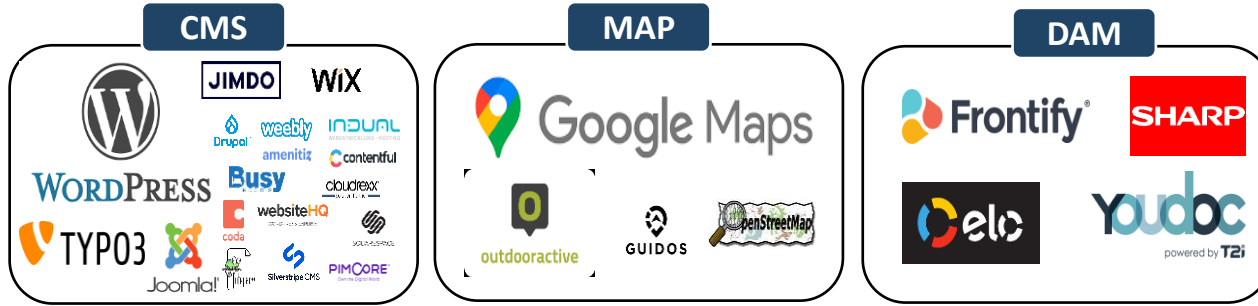 CMS
JIMDO
WiX
WORDPRESS
Drupal
weebly
INDUAL
amenitiz
contentful
Busy
cloudrexx
coda
websiteHQ
SQUARESPACE
TYPO3
Joomla!
Silverstripe CMS
PIMCORE
MAP
Google Maps
outdooractive
GUIDOS
OpenStreetMap
DAM
Frontify
SHARP
elo
Youdoc
powered by T2i